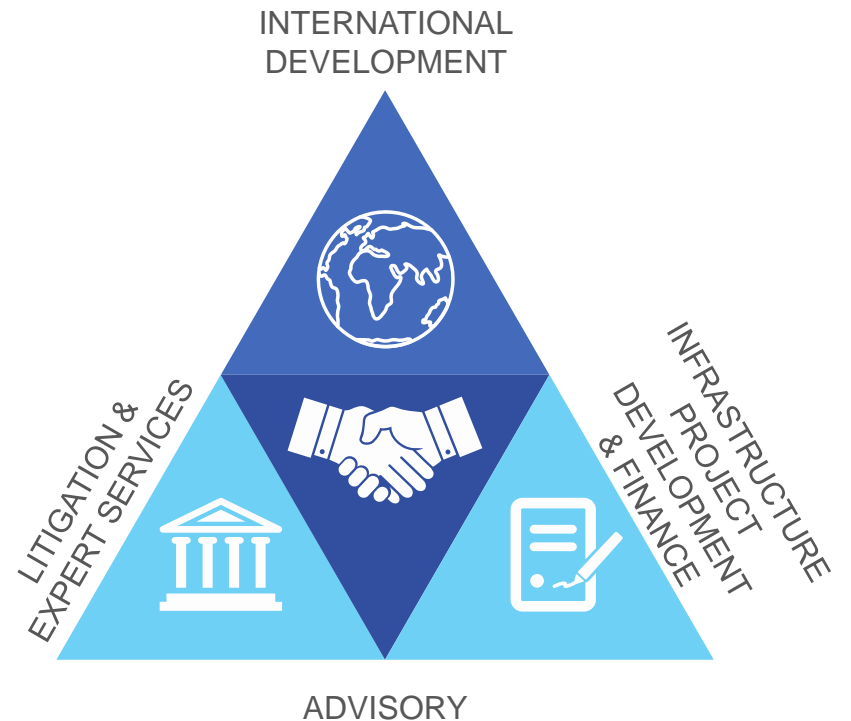 INTERNATIONAL
DEVELOPMENT
LITIGATION &
EXPERT SERVICES
INFRASTRUCTURE
PROJECT
DEVELOPMENT
& FINANCE
ADVISORY